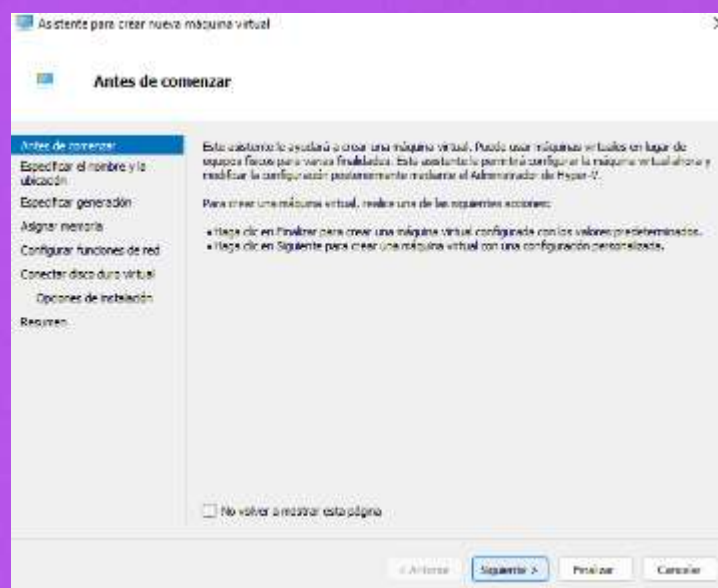 Asistente para crear nueva máquina virtual
Antes de comenzar
Antes de comenzar
Especificar el nombre y la
ubicación
Especificar generación
Asignar memoria
Configurar funciones de red
Conectar disco duro virtual
Opciones de instalación
Resumen
Este asistente le ayudará a crear una máquina virtual. Puede usar máquinas virtuales en lugar de
equipos físicos para varias finalidades. Este asistente le permitirá configurar la máquina virtual ahora y
modificar la configuración posteriormente mediante el Administrador de Hyper-V.
Para crear una máquina virtual, realice una de las siguientes acciones:
• Haga clic en Finalizar para crear una máquina virtual configurada con los valores predeterminados.
• Haga clic en Siguiente para crear una máquina virtual con una configuración personalizada.
No volver a mostrar esta página
< Anterior Siguiente > Finalizar Cancelar